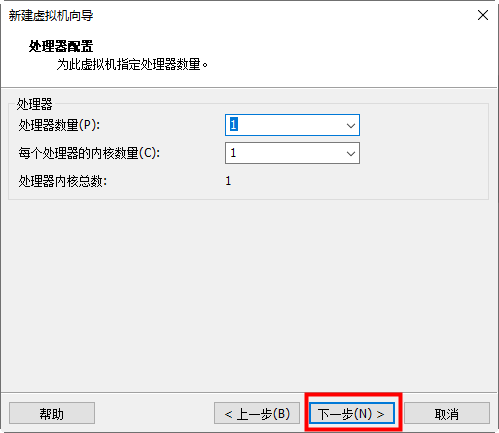 新建虚拟机向导
处理器配置
为此虚拟机指定处理器数量。
处理器
处理器数量(P): 1
每个处理器的内核数量(C): 1
处理器内核总数: 1
帮助 < 上一步(B) 下一步(N) > 取消